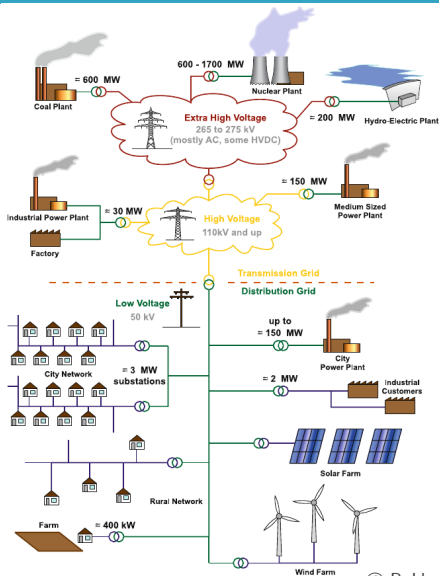 600 - 1700 MW
= 600 MW
Nuclear Plant
Coal Plant
Extra High Voltage
265 to 275 kV
(mostly AC, some HVDC)
= 200 MW
Hydro-Electric Plant
= 150 MW
Medium Sized
Power Plant
Industrial Power Plant
= 30 MW
Factory
High Voltage
110kV and up
Transmission Grid
Distribution Grid
Low Voltage
50 kV
up to
= 150 MW
City
Power Plant
City Network
= 3 MW
substations
= 2 MW
Industrial
Customers
Solar Farm
Rural Network
Farm
= 400 kW
Wind Farm